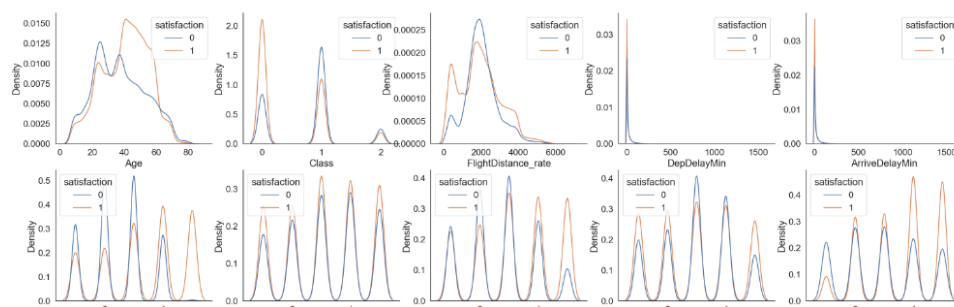 satisfaction
0
1
Density
0.0150
0.0125
0.0100
0.0075
0.0050
0.0025
0.0000
0 20 40 60 80
Age
satisfaction
0
1
Density
2.0
1.5
1.0
0.5
0.0
0 1 2
Class
satisfaction
0
1
Density
0.00025
0.00020
0.00015
0.00010
0.00005
0.00000
0 2000 4000 6000
FlightDistance_rate
satisfaction
0
1
Density
0.03
0.02
0.01
0.00
0 500 1000 1500
DepDelayMin
satisfaction
0
1
Density
0.03
0.02
0.01
0.00
0 500 1000 1500
ArriveDelayMin
satisfaction
0
1
Density
0.5
0.4
0.3
0.2
0.1
0.0
satisfaction
0
1
Density
0.3
0.2
0.1
0.0
satisfaction
0
1
Density
0.4
0.3
0.2
0.1
0.0
satisfaction
0
1
Density
0.4
0.3
0.2
0.1
0.0
satisfaction
0
1
Density
0.4
0.3
0.2
0.1
0.0